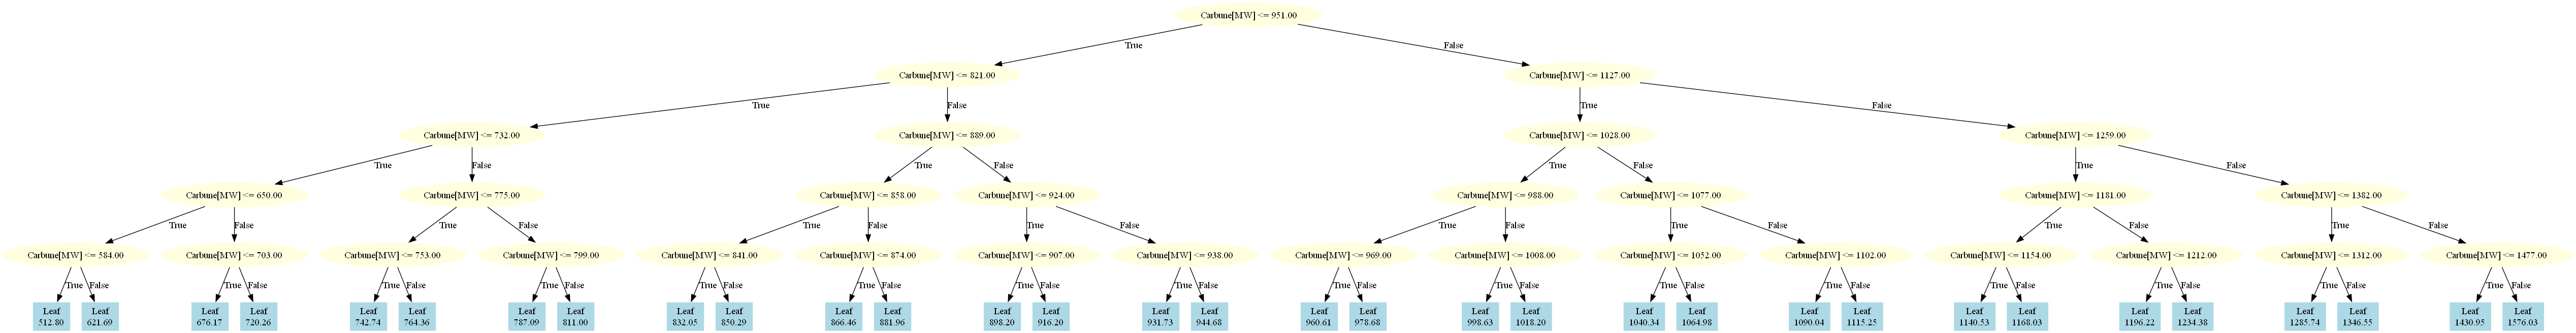 Carbune[MW] <= 951.00
True
False
Carbune[MW] <= 821.00
Carbune[MW] <= 1127.00
True
False
True
False
Carbune[MW] <= 732.00
Carbune[MW] <= 889.00
Carbune[MW] <= 1028.00
Carbune[MW] <= 1259.00
True
False
True
False
True
False
True
False
Carbune[MW] <= 650.00
Carbune[MW] <= 775.00
Carbune[MW] <= 858.00
Carbune[MW] <= 924.00
Carbune[MW] <= 988.00
Carbune[MW] <= 1077.00
Carbune[MW] <= 1181.00
Carbune[MW] <= 1382.00
True
False
True
False
True
False
True
False
True
False
True
False
True
False
True
False
Carbune[MW] <= 584.00
Carbune[MW] <= 703.00
Carbune[MW] <= 753.00
Carbune[MW] <= 799.00
Carbune[MW] <= 841.00
Carbune[MW] <= 874.00
Carbune[MW] <= 907.00
Carbune[MW] <= 938.00
Carbune[MW] <= 969.00
Carbune[MW] <= 1008.00
Carbune[MW] <= 1052.00
Carbune[MW] <= 1102.00
Carbune[MW] <= 1154.00
Carbune[MW] <= 1212.00
Carbune[MW] <= 1312.00
Carbune[MW] <= 1477.00
True
False
True
False
True
False
True
False
True
False
True
False
True
False
True
False
True
False
True
False
True
False
True
False
True
False
True
False
True
False
True
False
Leaf
512.80
Leaf
621.69
Leaf
676.17
Leaf
720.26
Leaf
742.74
Leaf
764.36
Leaf
787.09
Leaf
811.00
Leaf
832.05
Leaf
850.29
Leaf
866.46
Leaf
881.96
Leaf
898.20
Leaf
916.20
Leaf
931.73
Leaf
944.68
Leaf
960.61
Leaf
978.68
Leaf
998.63
Leaf
1018.20
Leaf
1040.34
Leaf
1064.98
Leaf
1090.04
Leaf
1115.25
Leaf
1140.53
Leaf
1168.03
Leaf
1196.22
Leaf
1234.38
Leaf
1285.74
Leaf
1346.55
Leaf
1430.95
Leaf
1576.03